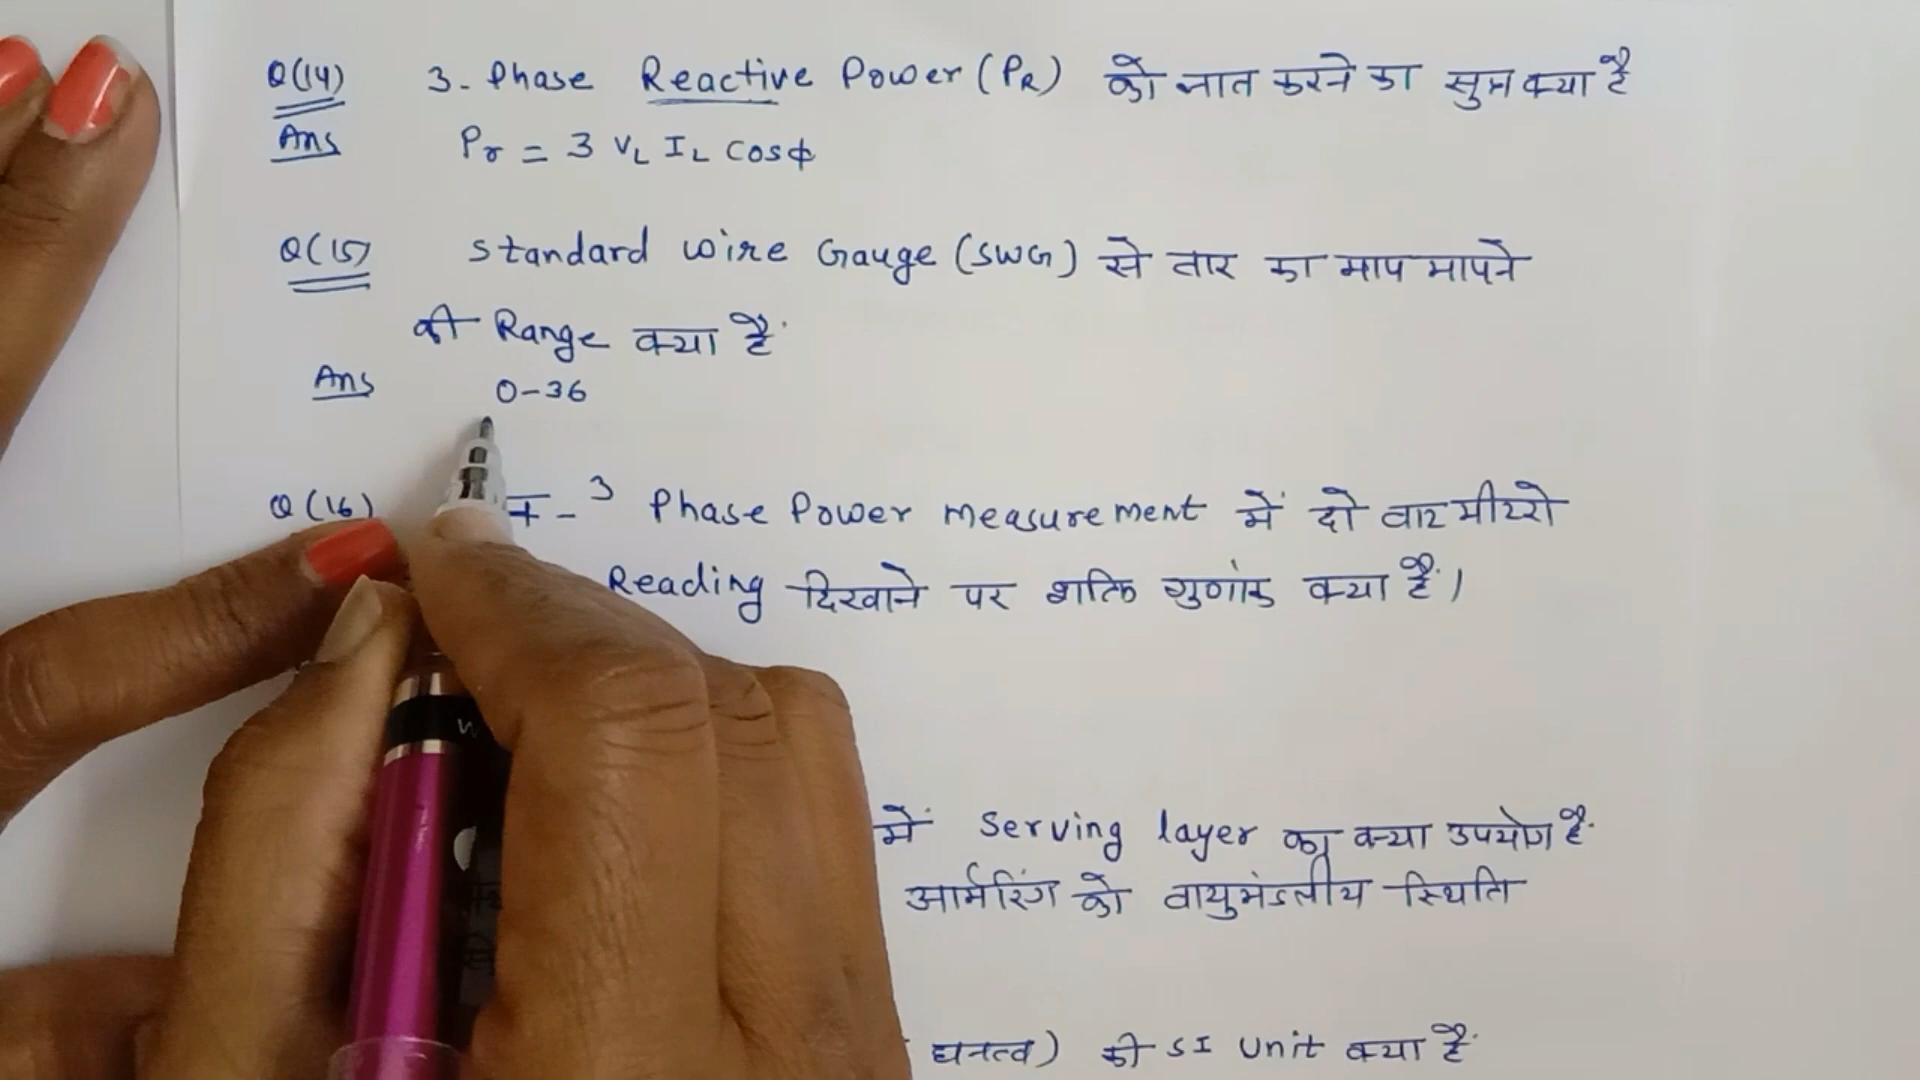 Q(14) 3-Phase Reactive Power (PR) को ज्ञात करने का सुत्र क्या है
Ans Pr = 3 VL IL Cosϕ
Q(15) Standard Wire Gauge (SWG) से तार का माप मापने
की Range क्या है
Ans 0-36
Q(16) 3 Phase Power measurement में दो वाटमीटरो
Reading दिखाने पर शक्ति गुणांक क्या है।
में Serving layer का क्या उपयोग है
आर्मरिंग को वायुमंडलीय स्थिति
घनत्व) की SI Unit क्या है